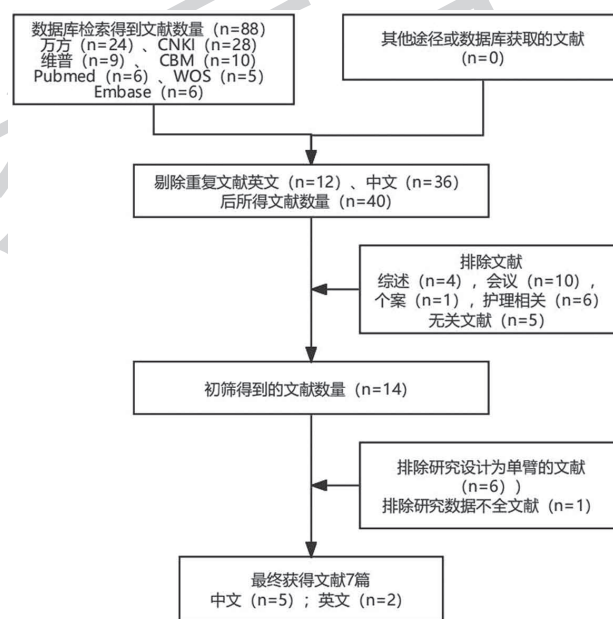 数据库检索得到文献数量（n=88）
万方（n=24）、CNKI（n=28）
维普（n=9）、 CBM（n=10）
Pubmed（n=6）、WOS（n=5）
Embase（n=6）
其他途径或数据库获取的文献
（n=0）
剔除重复文献英文（n=12）、中文（n=36）
后所得文献数量（n=40）
排除文献
综述（n=4），会议（n=10），
个案（n=1），护理相关（n=6）
无关文献（n=5）
初筛得到的文献数量（n=14）
排除研究设计为单臂的文献
（n=6））
排除研究数据不全文献（n=1）
最终获得文献7篇
中文（n=5）；英文（n=2）